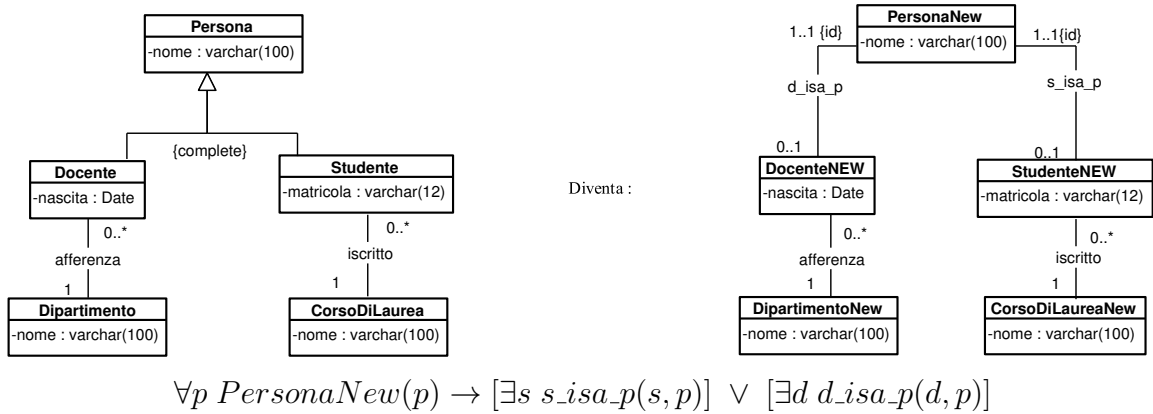 Persona
-nome : varchar(100)
{complete}
Docente
-nascita : Date
Studente
-matricola : varchar(12)
0..*
afferenza
1
0..*
iscritto
1
Dipartimento
-nome : varchar(100)
CorsoDiLaurea
-nome : varchar(100)
Diventa :
PersonaNew
-nome : varchar(100)
1..1 {id}
1..1{id}
d_isa_p
s_isa_p
0..1
0..1
DocenteNEW
-nascita : Date
StudenteNEW
-matricola : varchar(12)
0..*
afferenza
1
0..*
iscritto
1
DipartimentoNew
-nome : varchar(100)
CorsoDiLaureaNew
-nome : varchar(100)
∀p PersonaNew(p) → [∃s s_isa_p(s, p)] ∨ [∃d d_isa_p(d, p)]